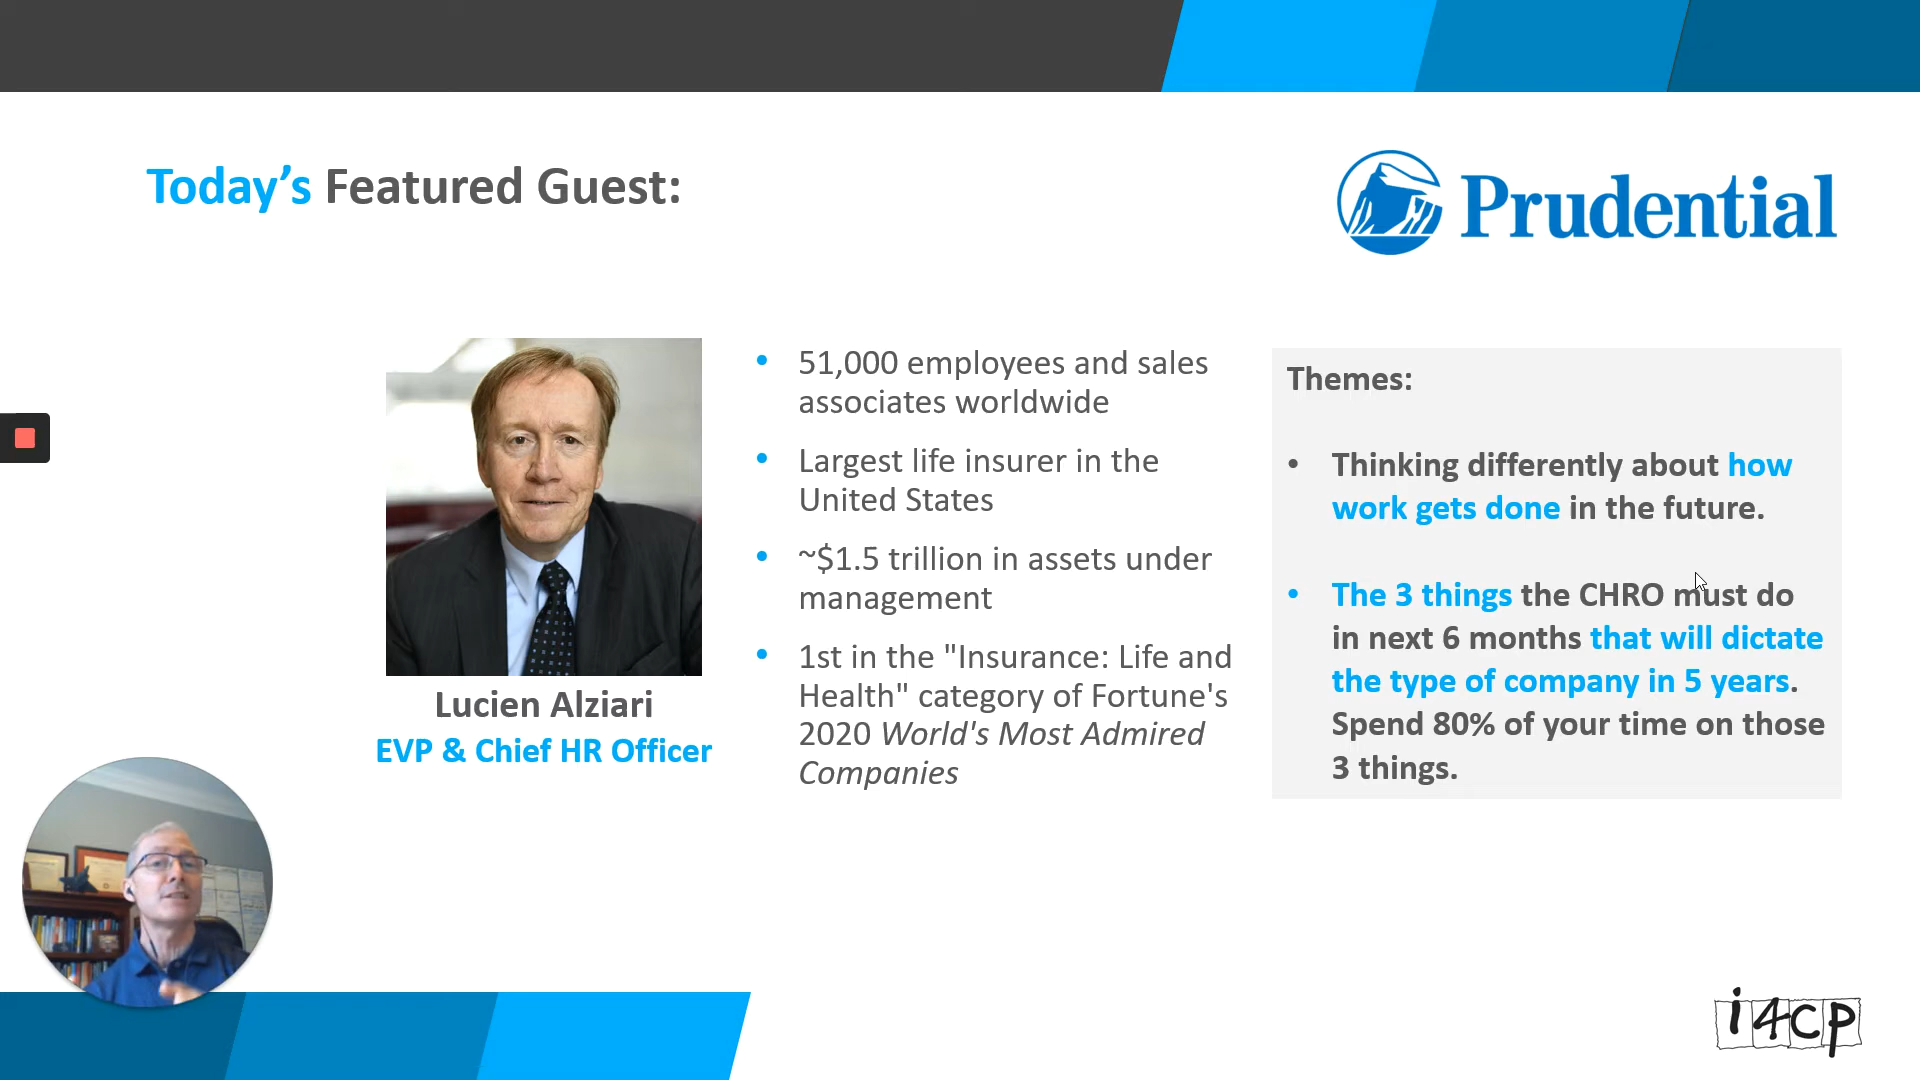 Today’s Featured Guest:
Prudential
Lucien Alziari
EVP & Chief HR Officer
• 51,000 employees and sales
associates worldwide
• Largest life insurer in the
United States
• ~$1.5 trillion in assets under
management
• 1st in the "Insurance: Life and
Health" category of Fortune's
2020 World's Most Admired
Companies
Themes:
• Thinking differently about how
work gets done in the future.
• The 3 things the CHRO must do
in next 6 months that will dictate
the type of company in 5 years.
Spend 80% of your time on those
3 things.
i4cp